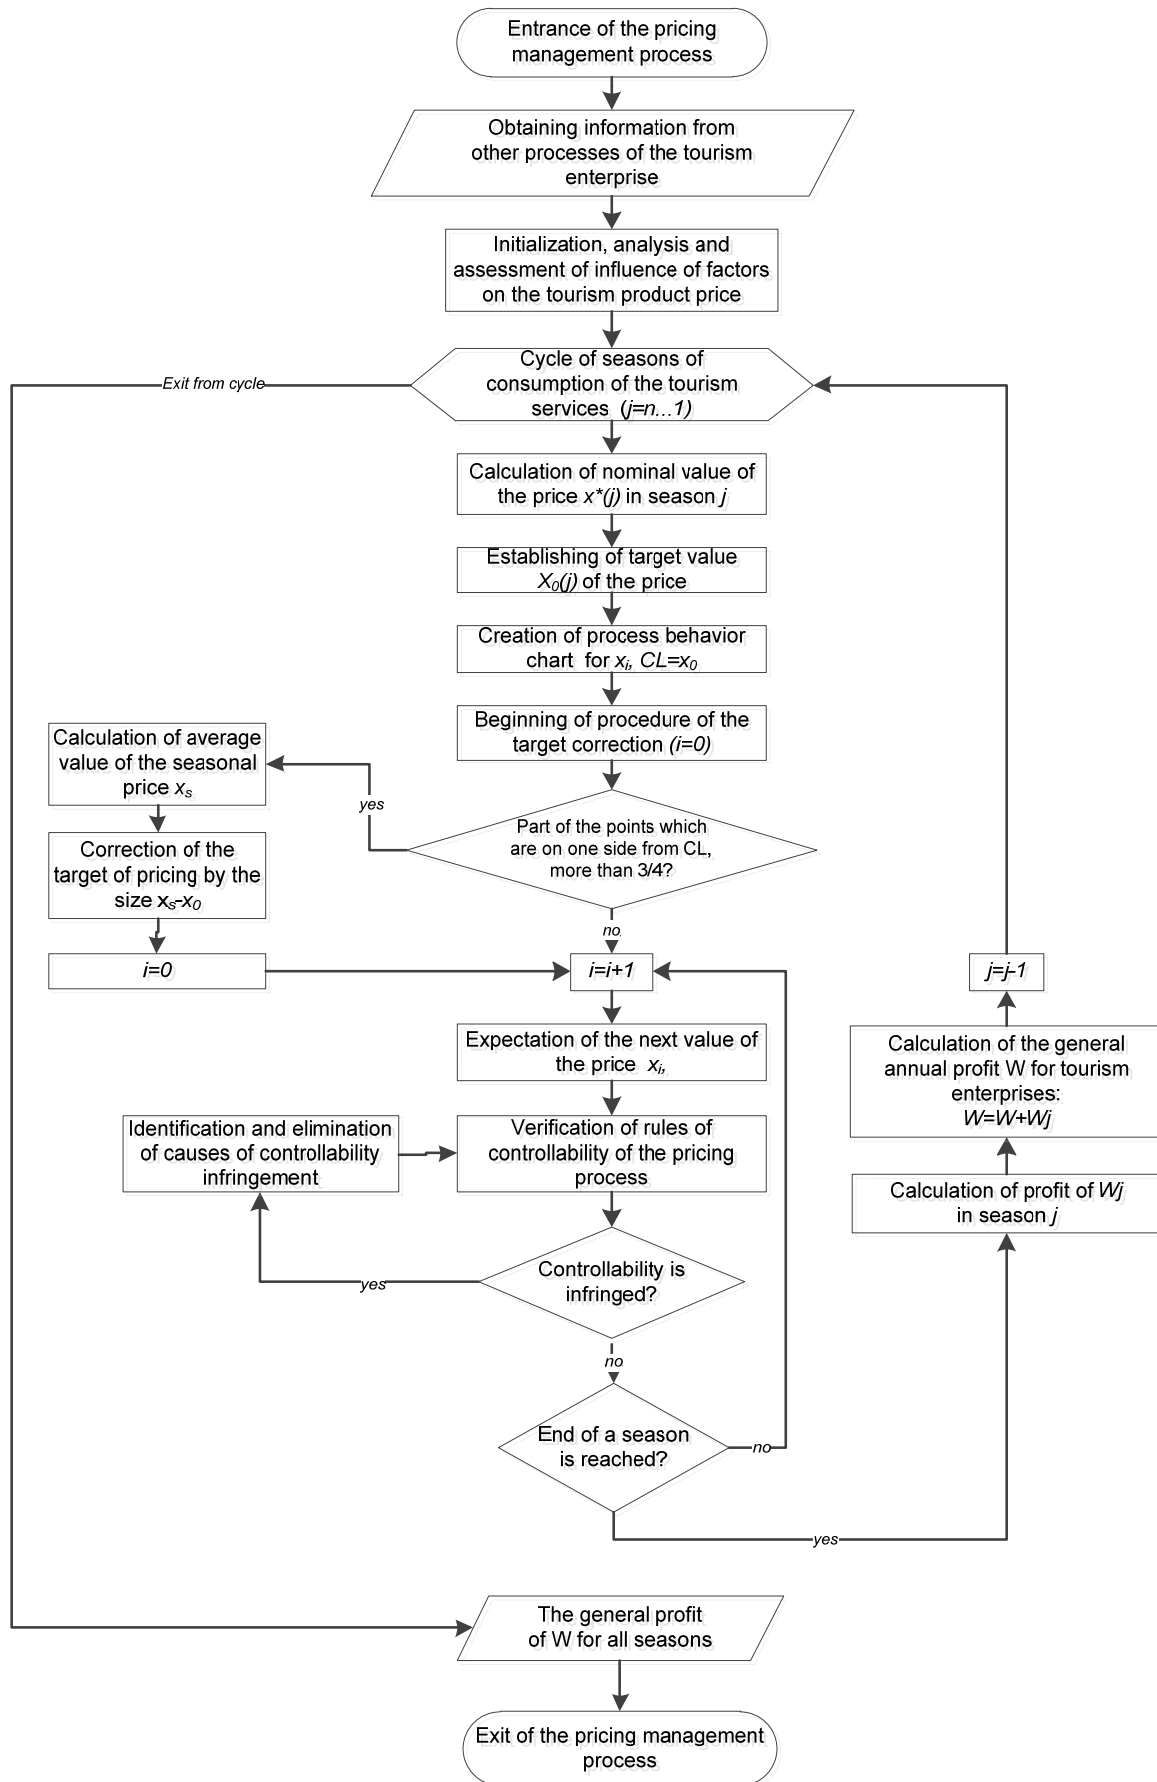 Entrance of the pricing
management process
Obtaining information from
other processes of the tourism
enterprise
Initialization, analysis and
assessment of influence of factors
on the tourism product price
Cycle of seasons of
consumption of the tourism
services (j=n...1)
Exit from cycle
Calculation of nominal value of
the price x*(j) in season j
Establishing of target value
X0(j) of the price
Creation of process behavior
chart for xi, CL=x0
Beginning of procedure of the
target correction (i=0)
Calculation of average
value of the seasonal
price xs
yes
Part of the points which
are on one side from CL,
more than 3/4?
Correction of the
target of pricing by the
size xs-x0
no
i=0
i=i+1
j=j-1
Expectation of the next value of
the price xi,
Calculation of the general
annual profit W for tourism
enterprises:
W=W+Wj
Identification and elimination
of causes of controllability
infringement
Verification of rules of
controllability of the pricing
process
Calculation of profit of Wj
in season j
Controllability is
infringed?
yes
no
End of a season
is reached?
no
yes
The general profit
of W for all seasons
Exit of the pricing management
process